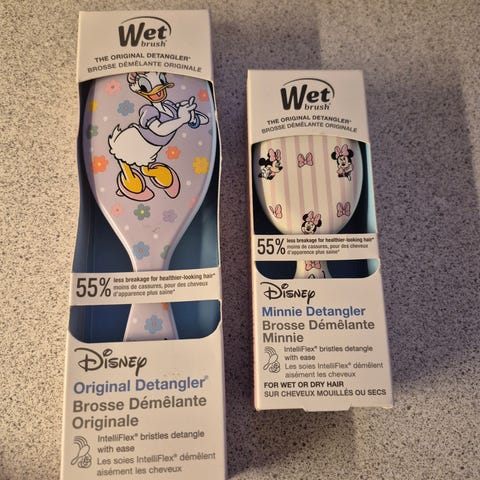 Wet
brush®
THE ORIGINAL DETANGLER®
BROSSE DÉMÊLANTE ORIGINALE
55% less breakage for healthier-looking hair*
moins de cassures, pour des cheveux
d'apparence plus saine*
Disney
Original Detangler®
Brosse Démêlante
Originale
IntelliFlex® bristles detangle
with ease
Les soies IntelliFlex® démêlent
aisément les cheveux
Wet
brush®
THE ORIGINAL DETANGLER®
BROSSE DÉMÊLANTE ORIGINALE
55% less breakage for healthier-looking hair*
moins de cassures, pour des cheveux
d'apparence plus saine*
Disney
Minnie Detangler
Brosse Démêlante
Minnie
IntelliFlex® bristles detangle
with ease
Les soies IntelliFlex® démêlent
aisément les cheveux
FOR WET OR DRY HAIR
SUR CHEVEUX MOUILLÉS OU SECS